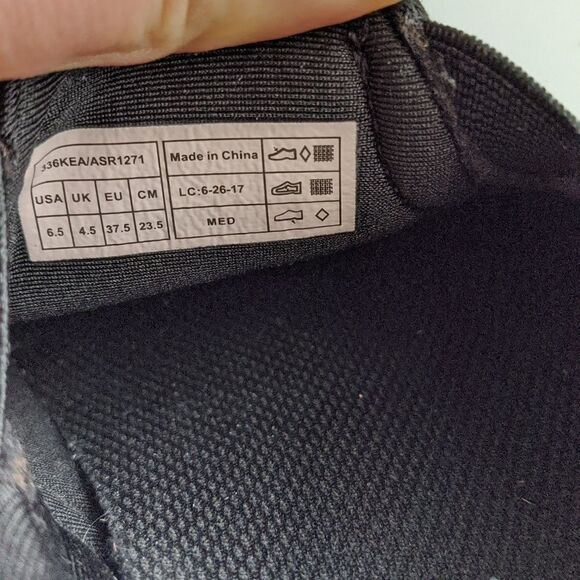 36KEA/ASR1271
USA UK EU CM
6.5 4.5 37.5 23.5
Made in China
LC:6-26-17
MED